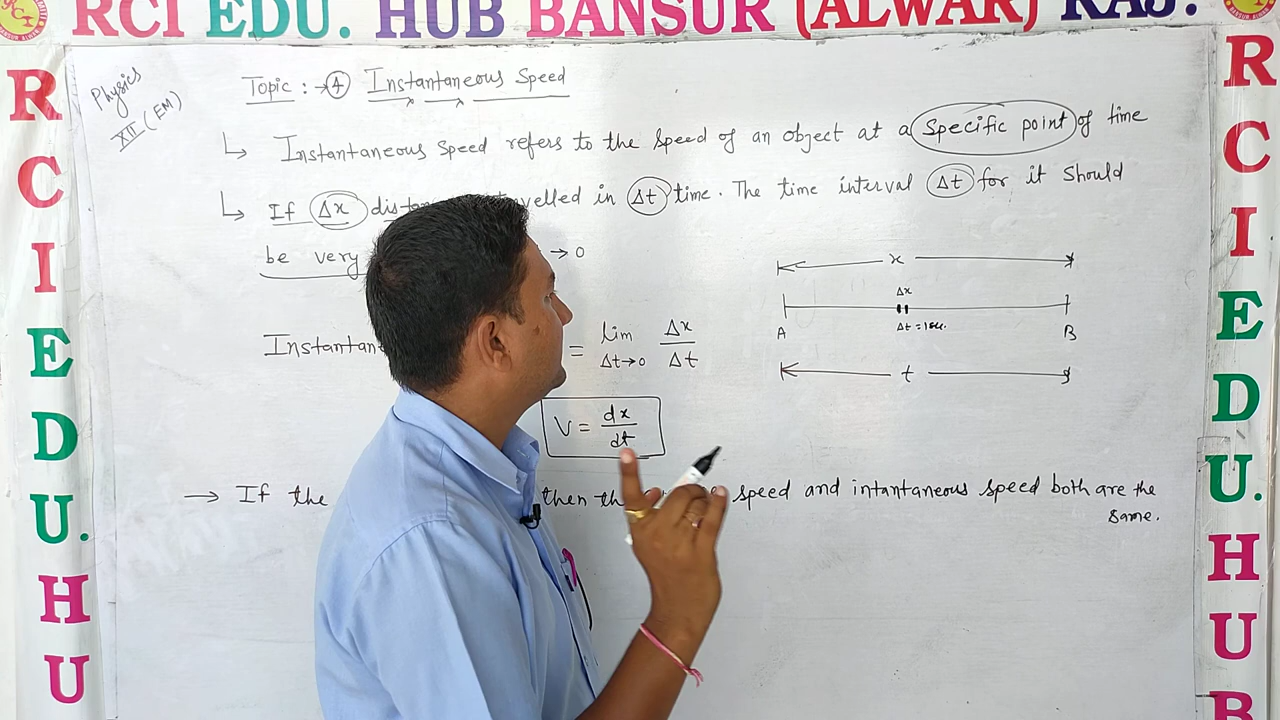 RCI EDU. HUB BANSUR (ALWAR) RAJ.
Physics
XII (EM)
Topic : → 4 Instantaneous Speed
Instantaneous Speed refers to the speed of an object at a Specific point of time
If Δx travelled in Δt time. The time interval Δt for it Should
be very → 0
= lim Δx
Δt→0 Δt
V = dx
dt
x
Δx
A Δt = 1 sec. B
t
→ If the then the speed and intantaneous speed both are the
same.
R
C
I
E
D
U.
H
U
R
C
I
E
D
U.
H
U
B